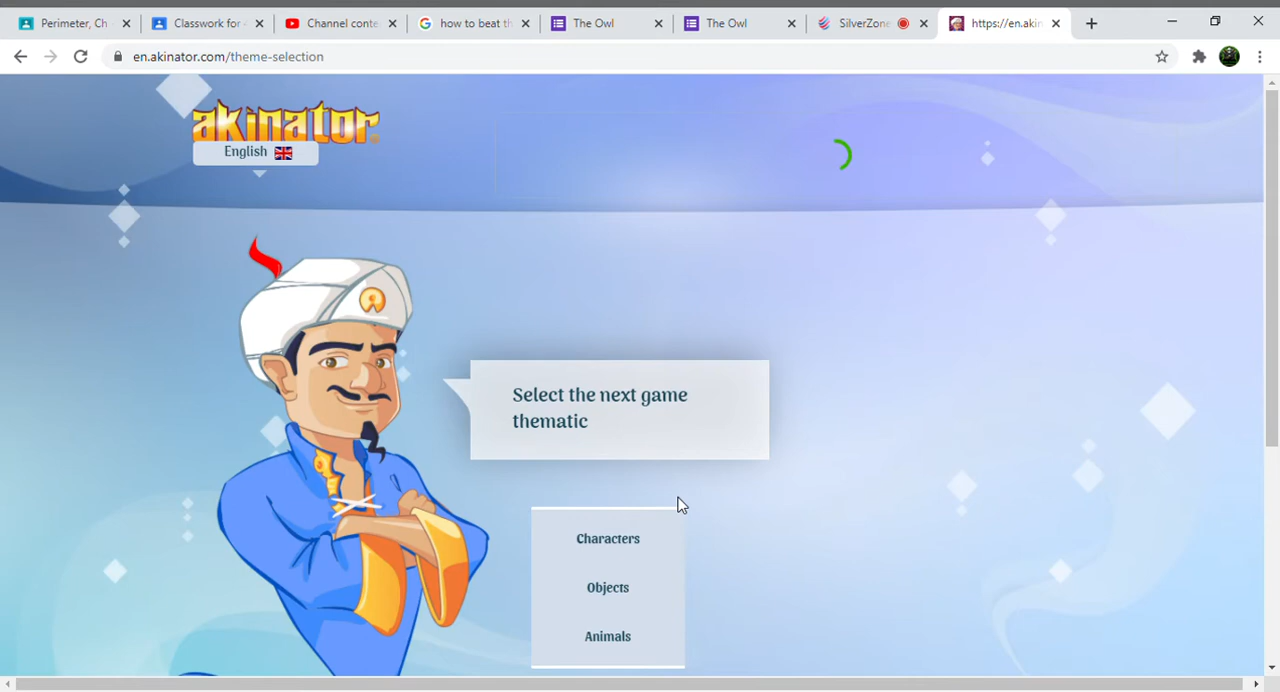 Perimeter, Ch
Classwork for
Channel conte
how to beat th
The Owl
The Owl
SilverZone
https://en.akin
en.akinator.com/theme-selection
akinator
English
Select the next game
thematic
Characters
Objects
Animals